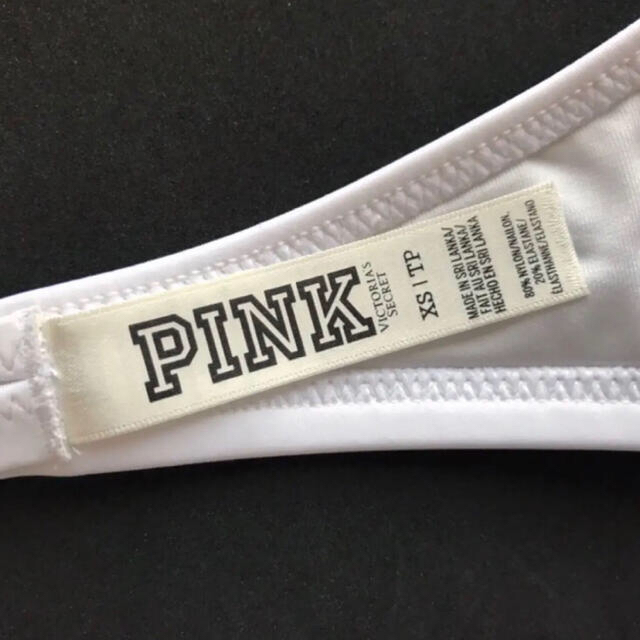 PINK
VICTORIA'S
SECRET
XS | TP
MADE IN SRI LANKA/
FAIT AU SRI LANKA/
HECHO EN SRI LANKA
80% NYLON/NAILON,
20% ELASTANE/
ELASTHANNE/ELASTANO